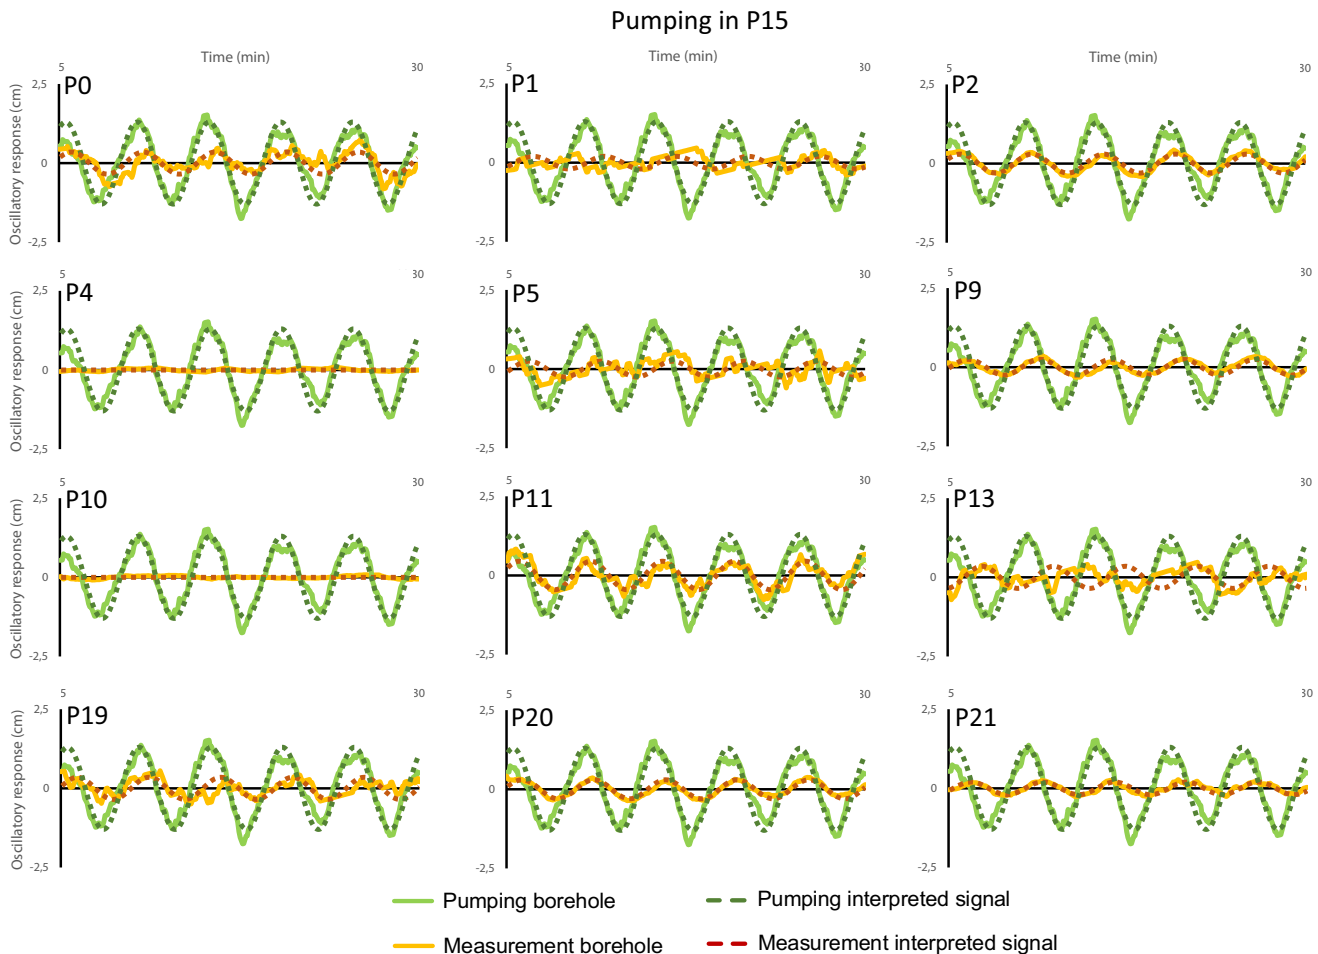 Pumping in P15
Time (min) Time (min) Time (min)
5 30 5 30 5 30
2,5 P0 2,5 P1 2,5 P2
Oscillatory response (cm)
0 0 0
-2,5 -2,5 -2,5
5 30 5 30 5 30
2,5 P4 2,5 P5 2,5 P9
Oscillatory response (cm)
0 0 0
-2,5 -2,5 -2,5
5 30 5 30 5 30
2,5 P10 2,5 P11 2,5 P13
Oscillatory response (cm)
0 0 0
-2,5 -2,5 -2,5
5 30 5 30 5 30
2,5 P19 2,5 P20 2,5 P21
Oscillatory response (cm)
0 0 0
-2,5 -2,5 -2,5
Pumping borehole Pumping interpreted signal
Measurement borehole Measurement interpreted signal